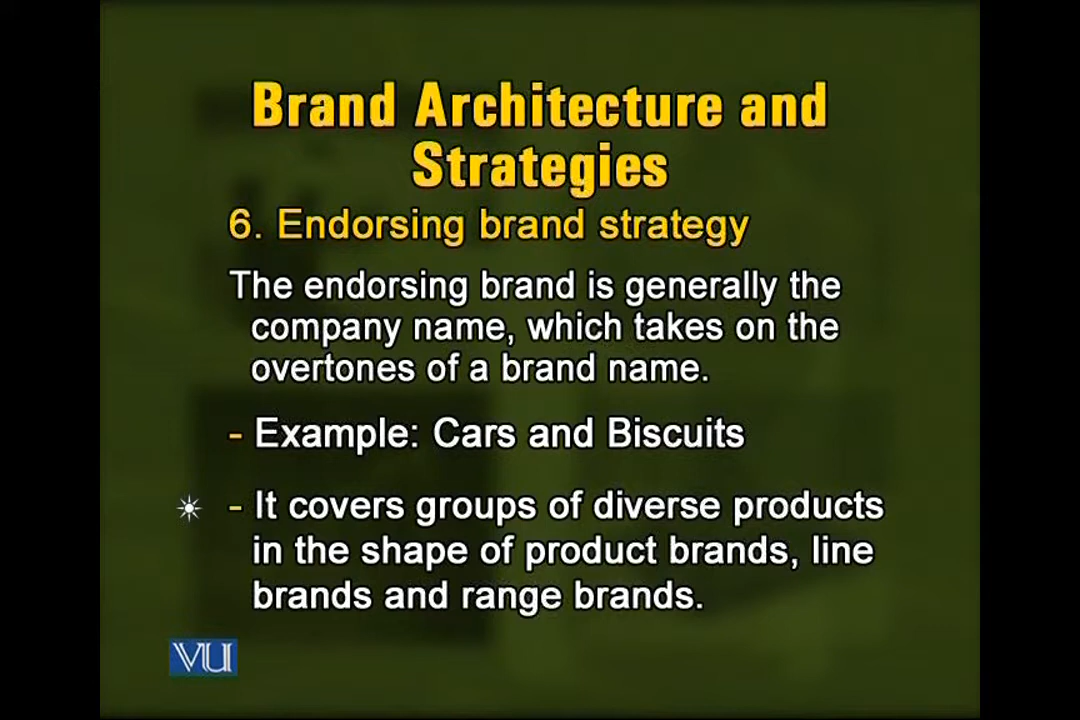 Brand Architecture and
Strategies
6. Endorsing brand strategy
The endorsing brand is generally the
company name, which takes on the
overtones of a brand name.
- Example: Cars and Biscuits
- It covers groups of diverse products
in the shape of product brands, line
brands and range brands.
VU